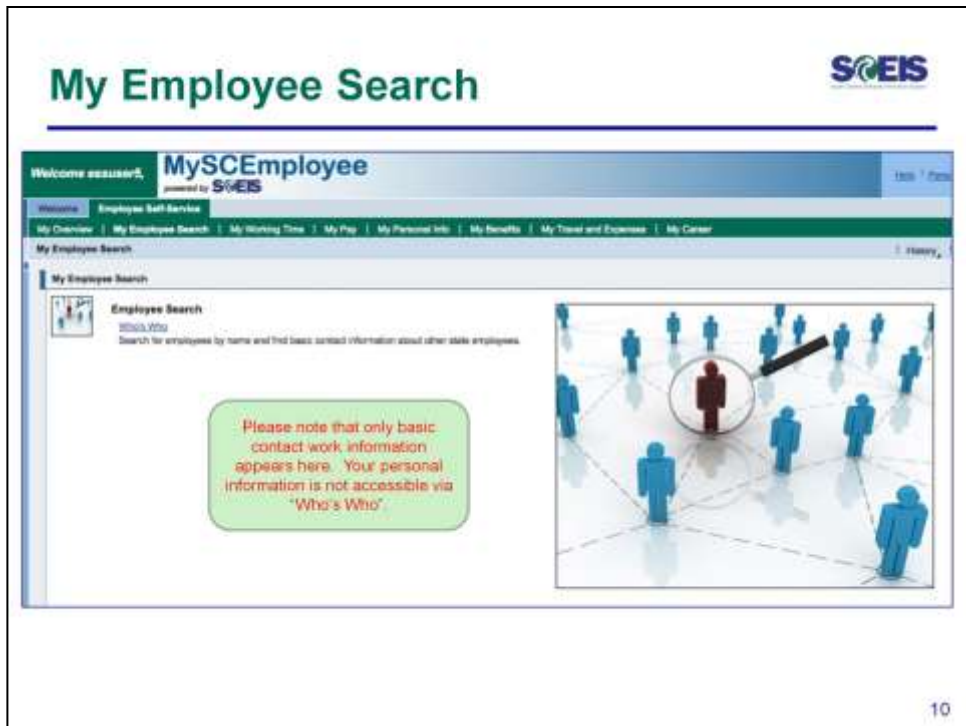 My Employee Search
SCEIS
Welcome essuser5,
MySCEmployee
powered by SCEIS
Help
Welcome
Employee Self-Service
My Overview | My Employee Search | My Working Time | My Pay | My Personal Info | My Benefits | My Travel and Expenses | My Career
My Employee Search
History
My Employee Search
Employee Search
Who's Who
Search for employees by name and find basic contact information about other state employees.
Please note that only basic
contact work information
appears here. Your personal
information is not accessible via
"Who's Who".
10